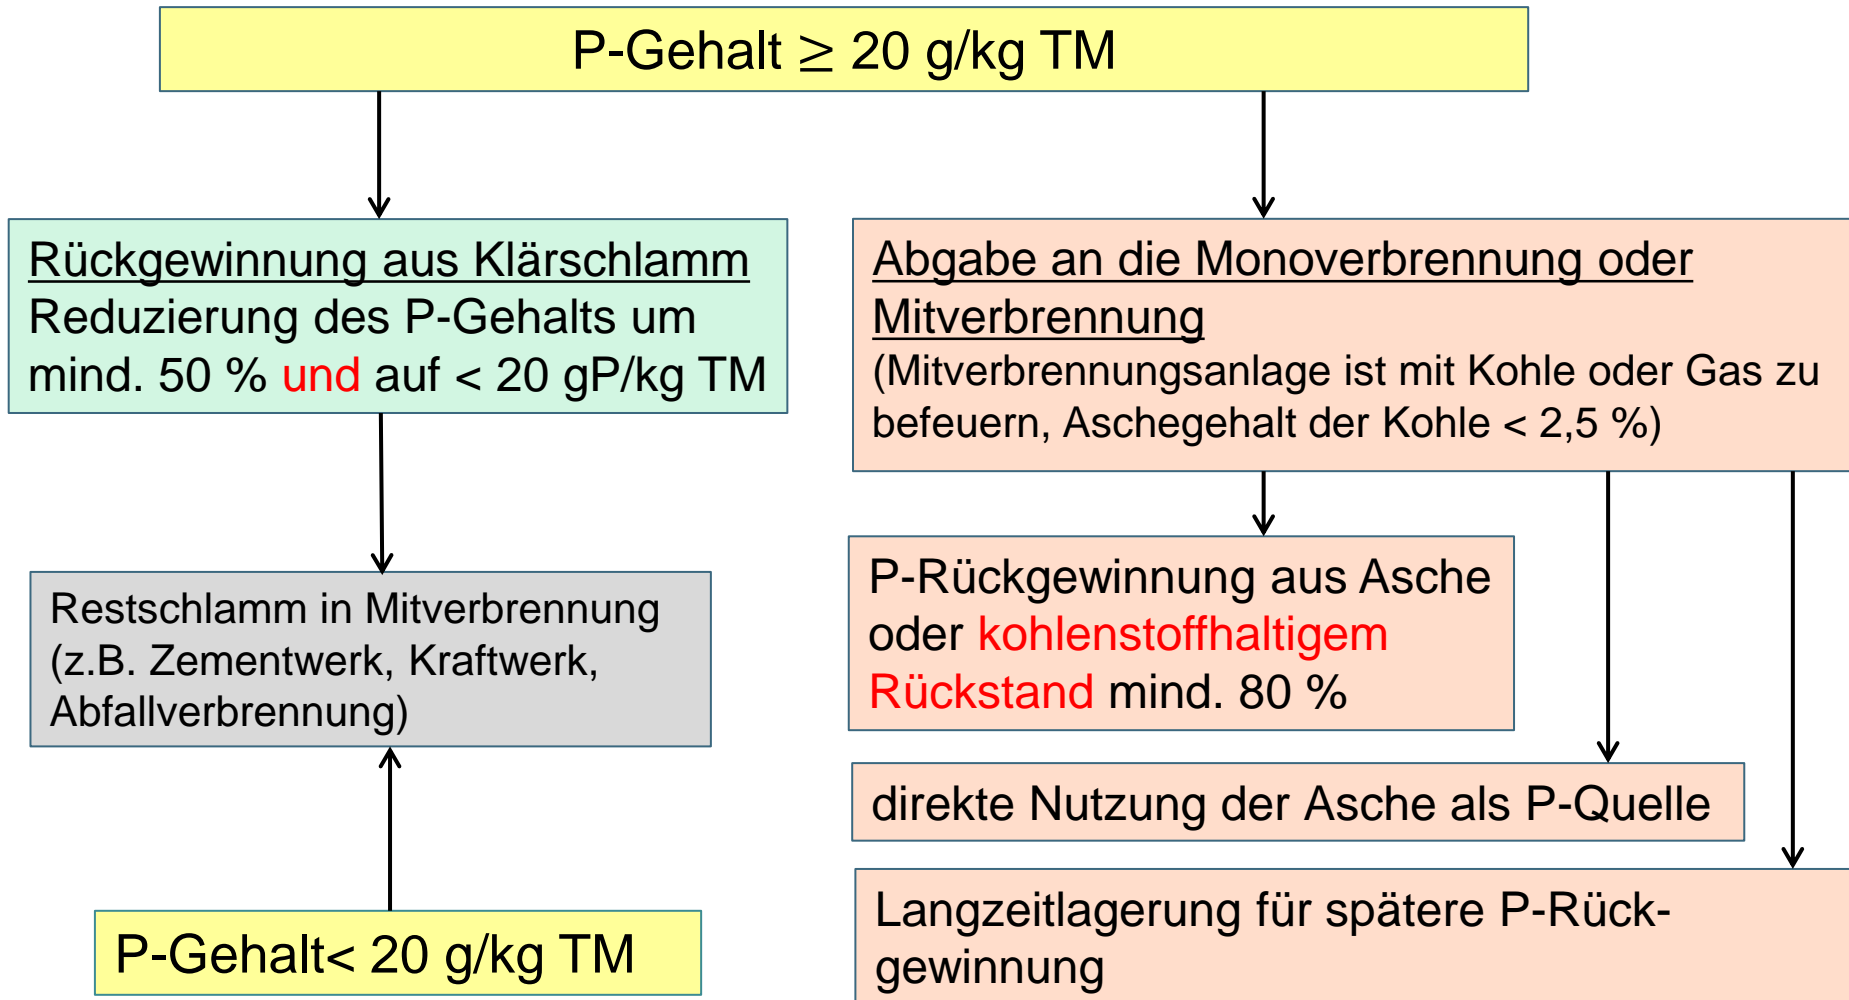 P-Gehalt ≥ 20 g/kg TM
Rückgewinnung aus Klärschlamm
Reduzierung des P-Gehalts um
mind. 50 % und auf < 20 gP/kg TM
Abgabe an die Monoverbrennung oder
Mitverbrennung
(Mitverbrennungsanlage ist mit Kohle oder Gas zu
befeuern, Aschegehalt der Kohle < 2,5 %)
Restschlamm in Mitverbrennung
(z.B. Zementwerk, Kraftwerk,
Abfallverbrennung)
P-Rückgewinnung aus Asche
oder kohlenstoffhaltigem
Rückstand mind. 80 %
direkte Nutzung der Asche als P-Quelle
P-Gehalt< 20 g/kg TM
Langzeitlagerung für spätere P-Rück-
gewinnung